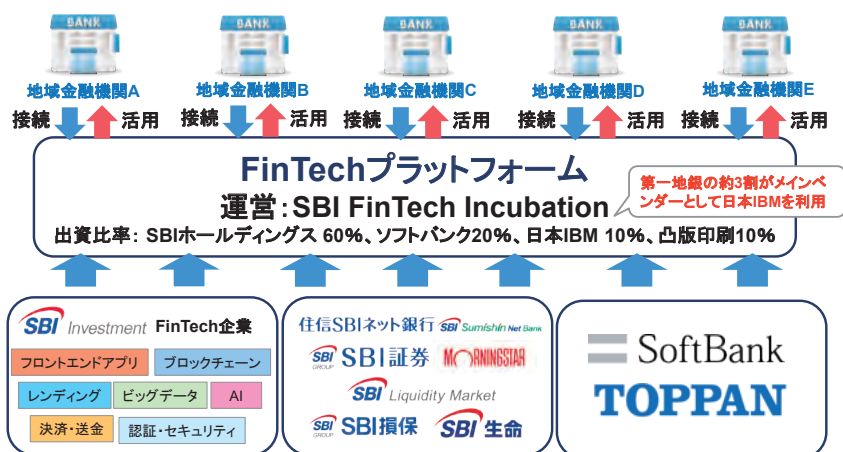 BANK
BANK
BANK
BANK
BANK
地域金融機関A
地域金融機関B
地域金融機関C
地域金融機関D
地域金融機関E
接続 活用
接続 活用
接続 活用
接続 活用
接続 活用
FinTechプラットフォーム
運営:SBI FinTech Incubation
第一地銀の約3割がメインベ
ンダーとして日本IBMを利用
出資比率: SBIホールディングス 60%、ソフトバンク20%、日本IBM 10%、凸版印刷10%
SBI Investment FinTech企業
フロントエンドアプリ ブロックチェーン
レンディング ビッグデータ AI
決済・送金 認証・セキュリティ
住信SBIネット銀行 SBI Sumishin Net Bank
SBI GROUP SBI証券 MORNINGSTAR
SBI Liquidity Market
SBI GROUP SBI損保 SBI生命
SoftBank
TOPPAN